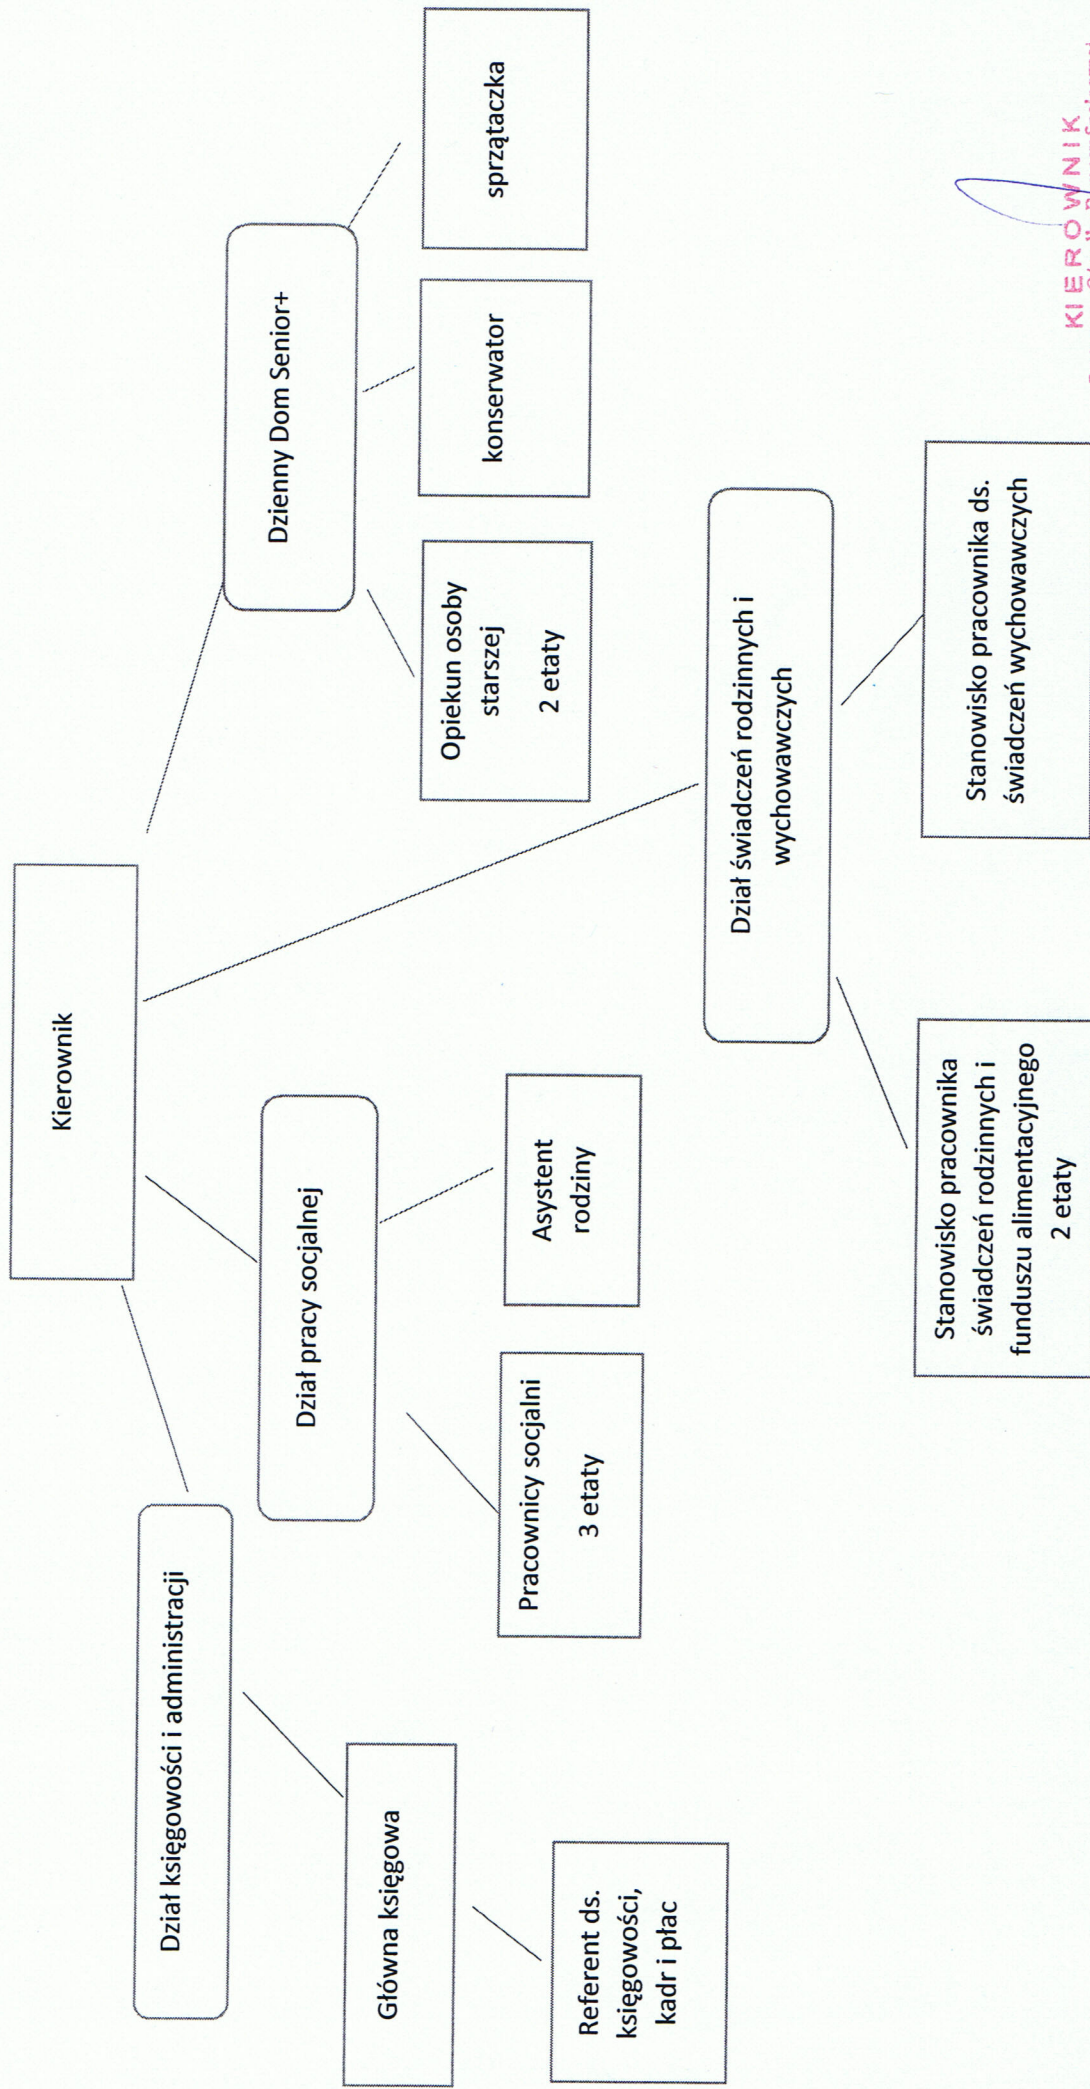 Kierownik
Dział księgowości i administracji
Dział pracy socjalnej
Dzienny Dom Senior+
Główna księgowa
Referent ds.
księgowości,
kadr i płac
Pracownicy socjalni
3 etaty
Asystent
rodziny
Opiekun osoby
starszej
2 etaty
konserwator
sprzątaczka
Dział świadczeń rodzinnych i
wychowawczych
Stanowisko pracownika
świadczeń rodzinnych i
funduszu alimentacyjnego
2 etaty
Stanowisko pracownika ds.
świadczeń wychowawczych
KIEROWNIK